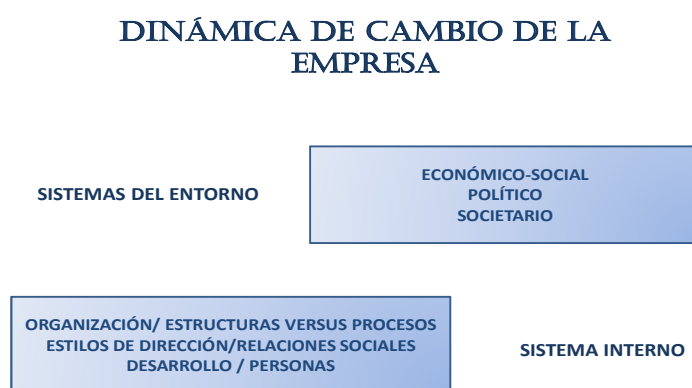 DINÁMICA DE CAMBIO DE LA
EMPRESA
SISTEMAS DEL ENTORNO
ECONÓMICO-SOCIAL
POLÍTICO
SOCIETARIO
ORGANIZACIÓN/ ESTRUCTURAS VERSUS PROCESOS
ESTILOS DE DIRECCIÓN/RELACIONES SOCIALES
DESARROLLO / PERSONAS
SISTEMA INTERNO